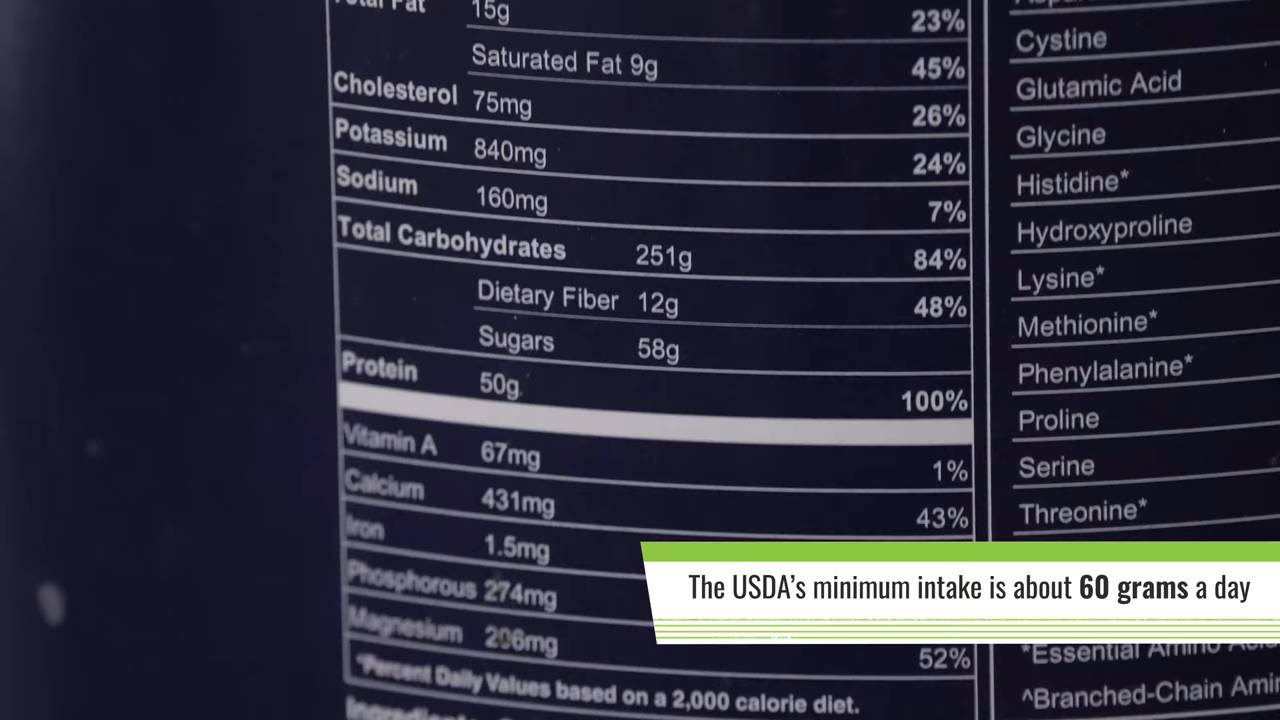 Total Fat 15g 23%
Saturated Fat 9g 45%
Cholesterol 75mg 26%
Potassium 840mg 24%
Sodium 160mg 7%
Total Carbohydrates 251g 84%
Dietary Fiber 12g 48%
Sugars 58g
Protein 50g 100%
Vitamin A 67mg 1%
Calcium 431mg 43%
Iron 1.5mg
Phosphorous 274mg
Magnesium 206mg 52%
*Percent Daily Values based on a 2,000 calorie diet.
Cystine
Glutamic Acid
Glycine
Histidine*
Hydroxyproline
Lysine*
Methionine*
Phenylalanine*
Proline
Serine
Threonine*
*Essential Amino
^Branched-Chain
The USDA's minimum intake is about 60 grams a day